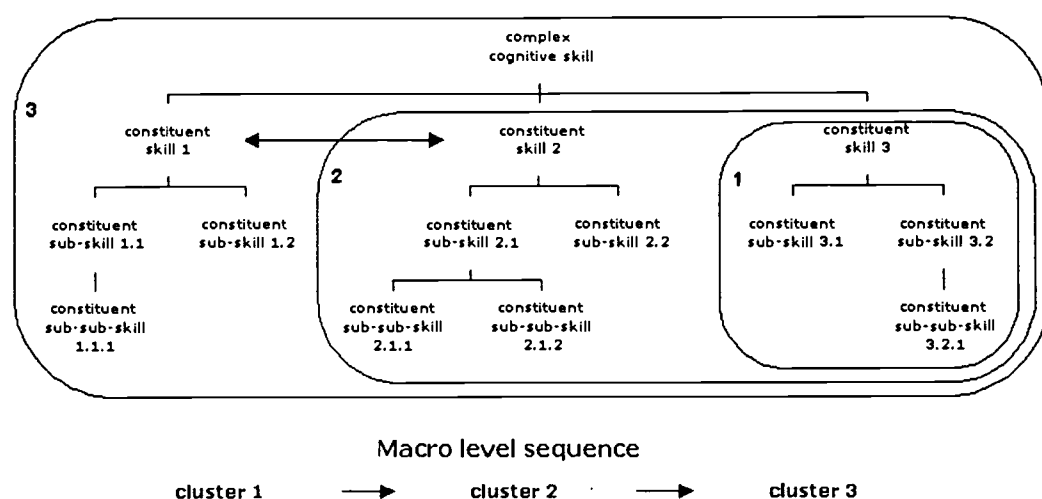 complex
cognitive skill
3
constituent
skill 1
constituent
skill 2
constituent
skill 3
2
1
constituent
sub-skill 1.1
constituent
sub-skill 1.2
constituent
sub-skill 2.1
constituent
sub-skill 2.2
constituent
sub-skill 3.1
constituent
sub-skill 3.2
constituent
sub-sub-skill
1.1.1
constituent
sub-sub-skill
2.1.1
constituent
sub-sub-skill
2.1.2
constituent
sub-sub-skill
3.2.1
Macro level sequence
cluster 1
cluster 2
cluster 3